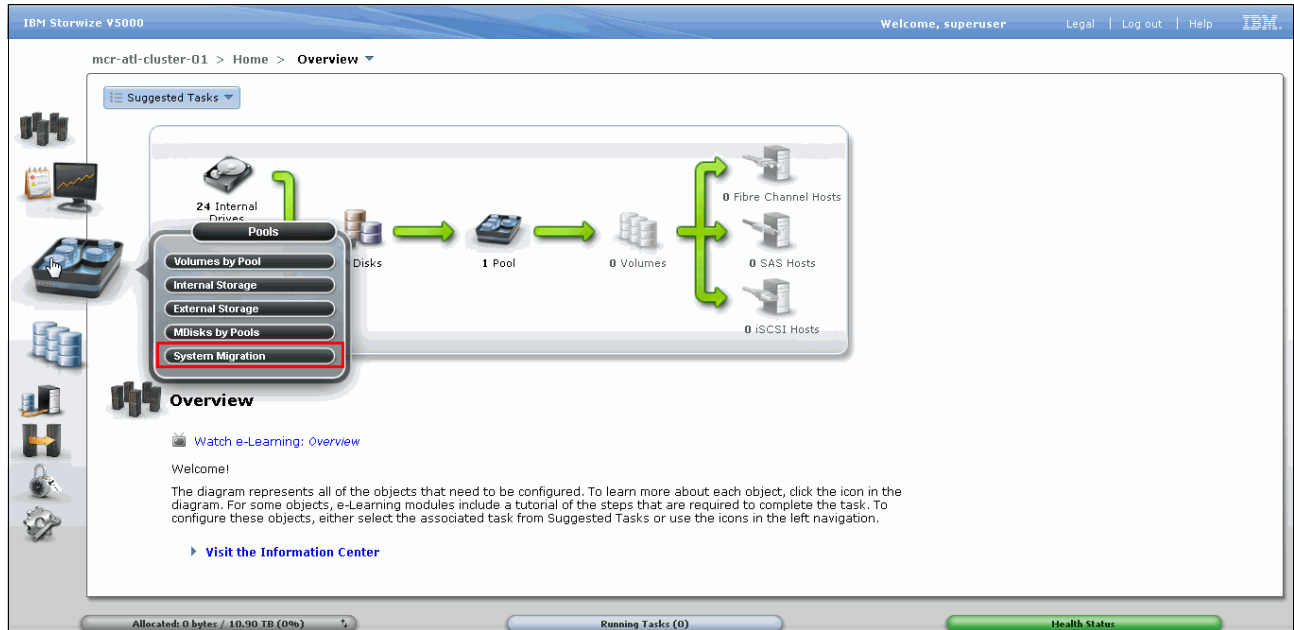 IBM Storwize V5000
Welcome, superuser
Legal | Log out | Help
IBM.
mcr-atl-cluster-01 > Home > Overview
Suggested Tasks
24 Internal
Drives
Disks
1 Pool
0 Volumes
0 Fibre Channel Hosts
0 SAS Hosts
0 iSCSI Hosts
Pools
Volumes by Pool
Internal Storage
External Storage
MDisks by Pools
System Migration
Overview
Watch e-Learning: Overview
Welcome!
The diagram represents all of the objects that need to be configured. To learn more about each object, click the icon in the
diagram. For some objects, e-Learning modules include a tutorial of the steps that are required to complete the task. To
configure these objects, either select the associated task from Suggested Tasks or use the icons in the left navigation.
Visit the Information Center
Allocated: 0 bytes / 10.90 TB (0%)
Running Tasks (0)
Health Status